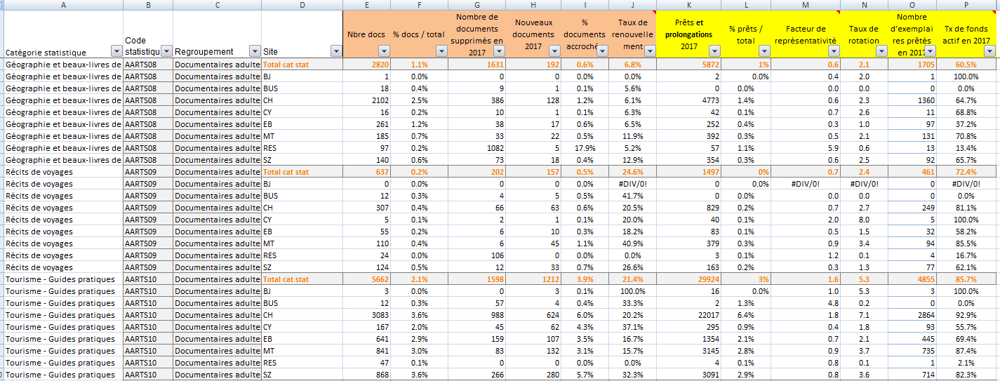 A B C D E F G H I J K L M N O P
Catégorie statistique Code statistiqu Regroupement Site Nbre docs % docs / total Nombre de documents supprimés en 2017 Nouveaux documents 2017 % documents accroché Taux de renouvelle ment Prêts et prolongations 2017 % prêts / total Facteur de représentativité Taux de rotation Nombre d'exemplai res prêtés en 2017 Tx de fonds actif en 2017
Géographie et beaux-livres de AARTS08 Documentaires adulte Total cat stat 2820 1.1% 1631 192 0.6% 6.8% 5872 1% 0.6 2.1 1705 60.5%
Géographie et beaux-livres de AARTS08 Documentaires adulte BJ 1 0.0% 0 0 0.0% 0.0% 2 0.0% 0.4 2.0 1 100.0%
Géographie et beaux-livres de AARTS08 Documentaires adulte BUS 18 0.4% 9 1 0.1% 5.6% 0 0.0% 0.0 0.0 0 0.0%
Géographie et beaux-livres de AARTS08 Documentaires adulte CH 2102 2.5% 386 128 1.2% 6.1% 4773 1.4% 0.6 2.3 1360 64.7%
Géographie et beaux-livres de AARTS08 Documentaires adulte CY 16 0.2% 10 1 0.1% 6.3% 42 0.1% 0.7 2.6 11 68.8%
Géographie et beaux-livres de AARTS08 Documentaires adulte EB 261 1.2% 38 17 0.6% 6.5% 252 0.4% 0.3 1.0 97 37.2%
Géographie et beaux-livres de AARTS08 Documentaires adulte MT 185 0.7% 33 22 0.5% 11.9% 392 0.3% 0.5 2.1 131 70.8%
Géographie et beaux-livres de AARTS08 Documentaires adulte RES 97 0.2% 1082 5 17.9% 5.2% 57 1.1% 5.9 0.6 13 13.4%
Géographie et beaux-livres de AARTS08 Documentaires adulte SZ 140 0.6% 73 18 0.4% 12.9% 354 0.3% 0.6 2.5 92 65.7%
Récits de voyages AARTS09 Documentaires adulte Total cat stat 637 0.2% 202 157 0.5% 24.6% 1497 0% 0.7 2.4 461 72.4%
Récits de voyages AARTS09 Documentaires adulte BJ 0 0.0% 0 0 0.0% #DIV/0! 0 0.0% #DIV/0! #DIV/0! 0 #DIV/0!
Récits de voyages AARTS09 Documentaires adulte BUS 12 0.3% 4 5 0.5% 41.7% 0 0.0% 0.0 0.0 0 0.0%
Récits de voyages AARTS09 Documentaires adulte CH 307 0.4% 66 63 0.6% 20.5% 829 0.2% 0.7 2.7 249 81.1%
Récits de voyages AARTS09 Documentaires adulte CY 5 0.1% 2 1 0.1% 20.0% 40 0.1% 2.0 8.0 5 100.0%
Récits de voyages AARTS09 Documentaires adulte EB 55 0.2% 6 10 0.3% 18.2% 83 0.1% 0.5 1.5 32 58.2%
Récits de voyages AARTS09 Documentaires adulte MT 110 0.4% 6 45 1.1% 40.9% 379 0.3% 0.9 3.4 94 85.5%
Récits de voyages AARTS09 Documentaires adulte RES 24 0.0% 106 0 0.0% 0.0% 3 0.1% 1.2 0.1 4 16.7%
Récits de voyages AARTS09 Documentaires adulte SZ 124 0.5% 12 33 0.7% 26.6% 163 0.2% 0.3 1.3 77 62.1%
Tourisme - Guides pratiques AARTS10 Documentaires adulte Total cat stat 5662 2.1% 1598 1212 3.9% 21.4% 29924 3% 1.6 5.3 4855 85.7%
Tourisme - Guides pratiques AARTS10 Documentaires adulte BJ 3 0.0% 0 3 0.1% 100.0% 16 0.0% 1.0 5.3 3 100.0%
Tourisme - Guides pratiques AARTS10 Documentaires adulte BUS 12 0.3% 57 4 0.4% 33.3% 2 1.3% 4.8 0.2 0 0.0%
Tourisme - Guides pratiques AARTS10 Documentaires adulte CH 3083 3.6% 988 624 6.0% 20.2% 22017 6.4% 1.8 7.1 2864 92.9%
Tourisme - Guides pratiques AARTS10 Documentaires adulte CY 167 2.0% 45 62 4.3% 37.1% 295 0.9% 0.4 1.8 93 55.7%
Tourisme - Guides pratiques AARTS10 Documentaires adulte EB 641 2.9% 159 107 3.5% 16.7% 1354 2.1% 0.7 2.1 445 69.4%
Tourisme - Guides pratiques AARTS10 Documentaires adulte MT 841 3.0% 83 132 3.1% 15.7% 3145 2.8% 0.9 3.7 735 87.4%
Tourisme - Guides pratiques AARTS10 Documentaires adulte RES 47 0.1% 0 0 0.0% 0.0% 4 0.1% 0.8 0.1 1 2.1%
Tourisme - Guides pratiques AARTS10 Documentaires adulte SZ 868 3.6% 266 280 5.7% 32.3% 3091 2.9% 0.8 3.6 714 82.3%